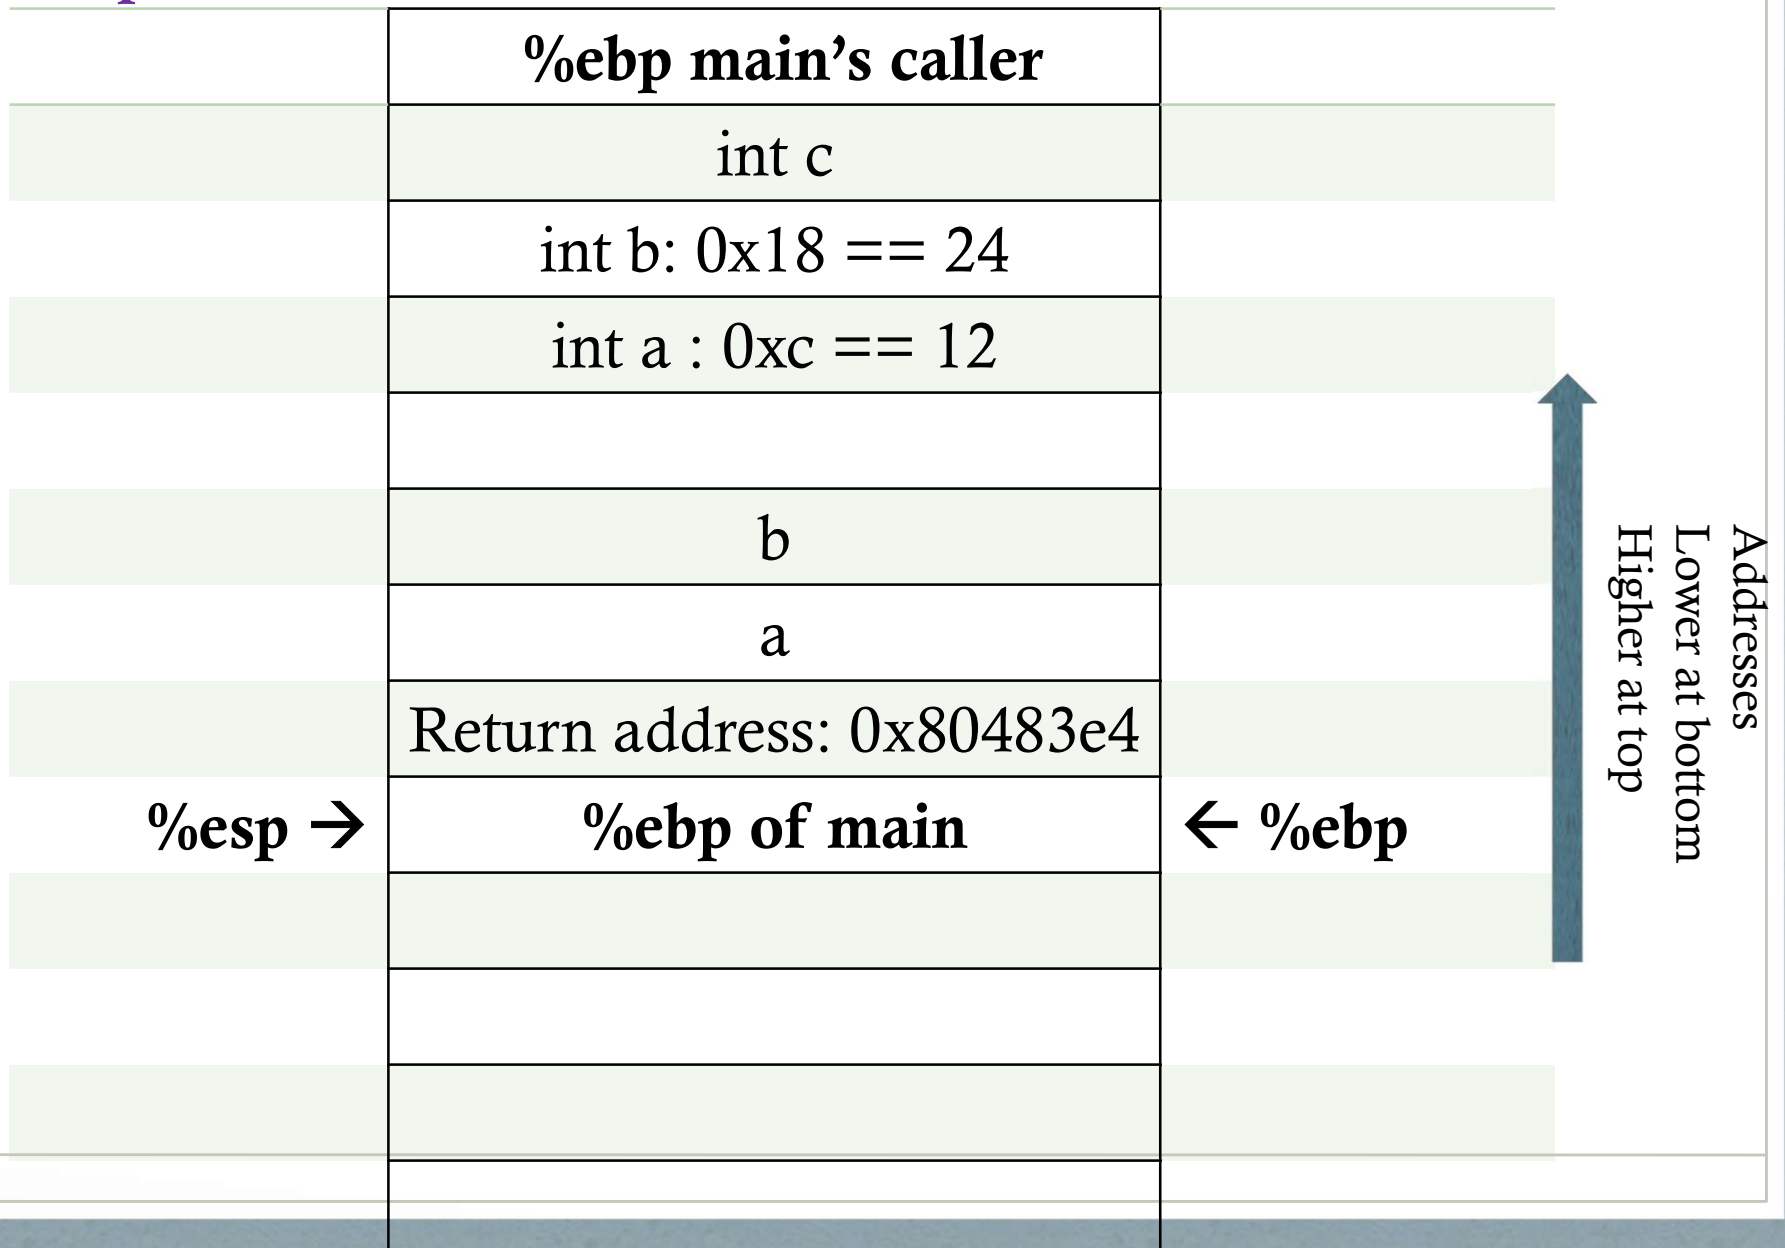 %ebp main’s caller
int c
int b: 0x18 == 24
int a : 0xc == 12
b
a
Return address: 0x80483e4
%esp → %ebp of main ← %ebp
Addresses
Lower at bottom
Higher at top